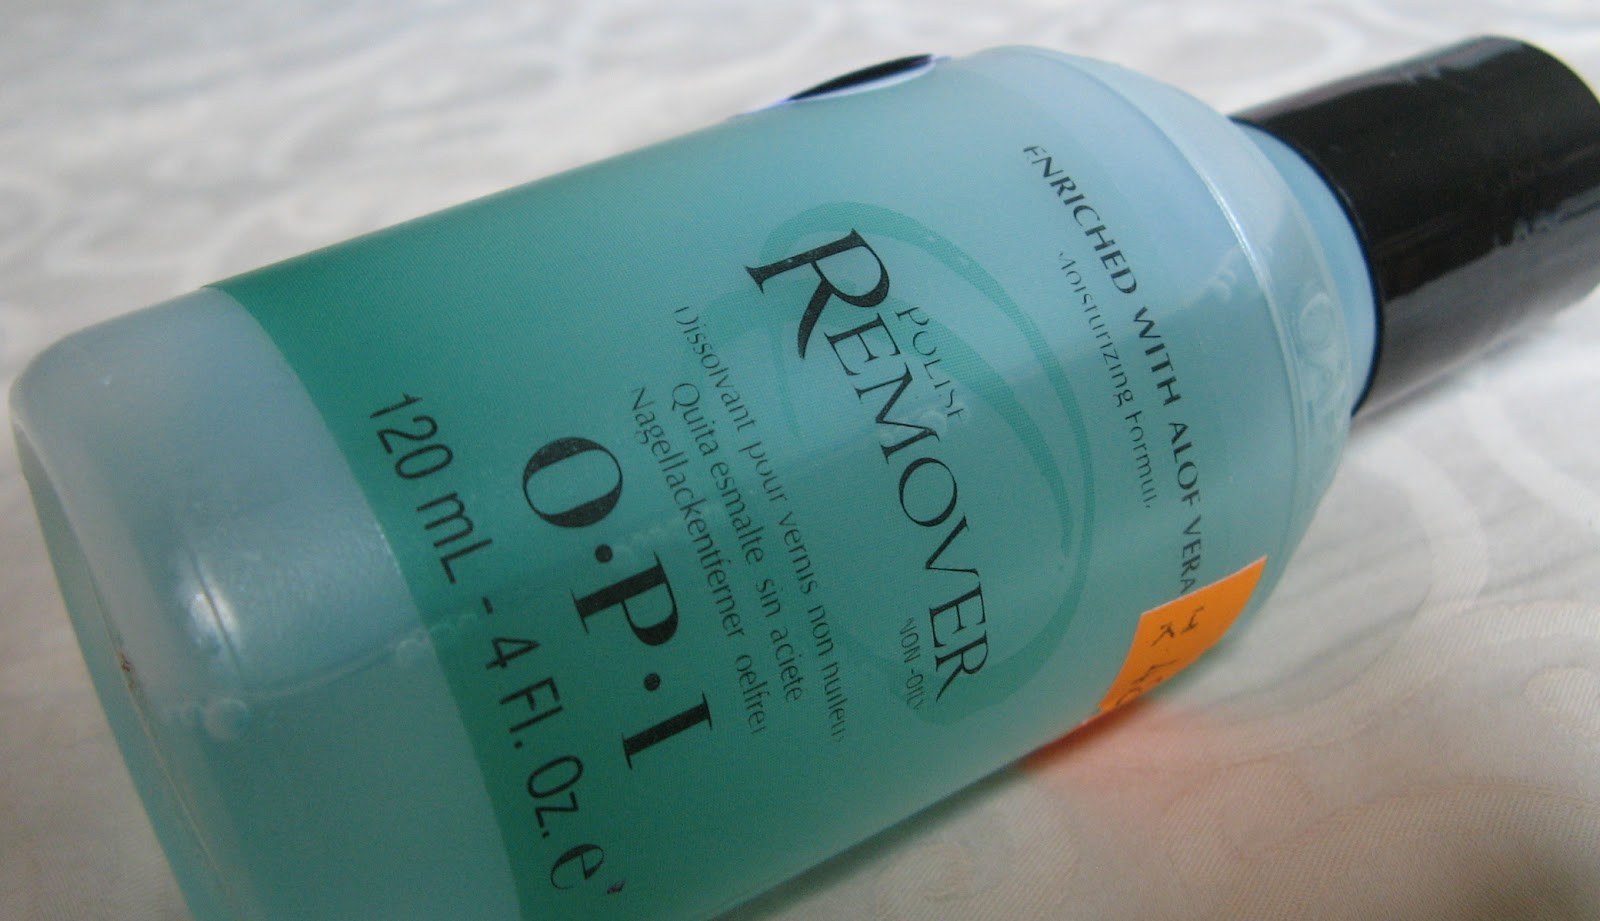 ENRICHED WITH ALOE VERA
Moisturizing Formula
POLISH
REMOVER
NON-OILY
Dissolvant pour vernis non huileux
Quita esmalte sin aciete
Nagellackentferner oelfrei
O·P·I
120 mL - 4 Fl. Oz. e